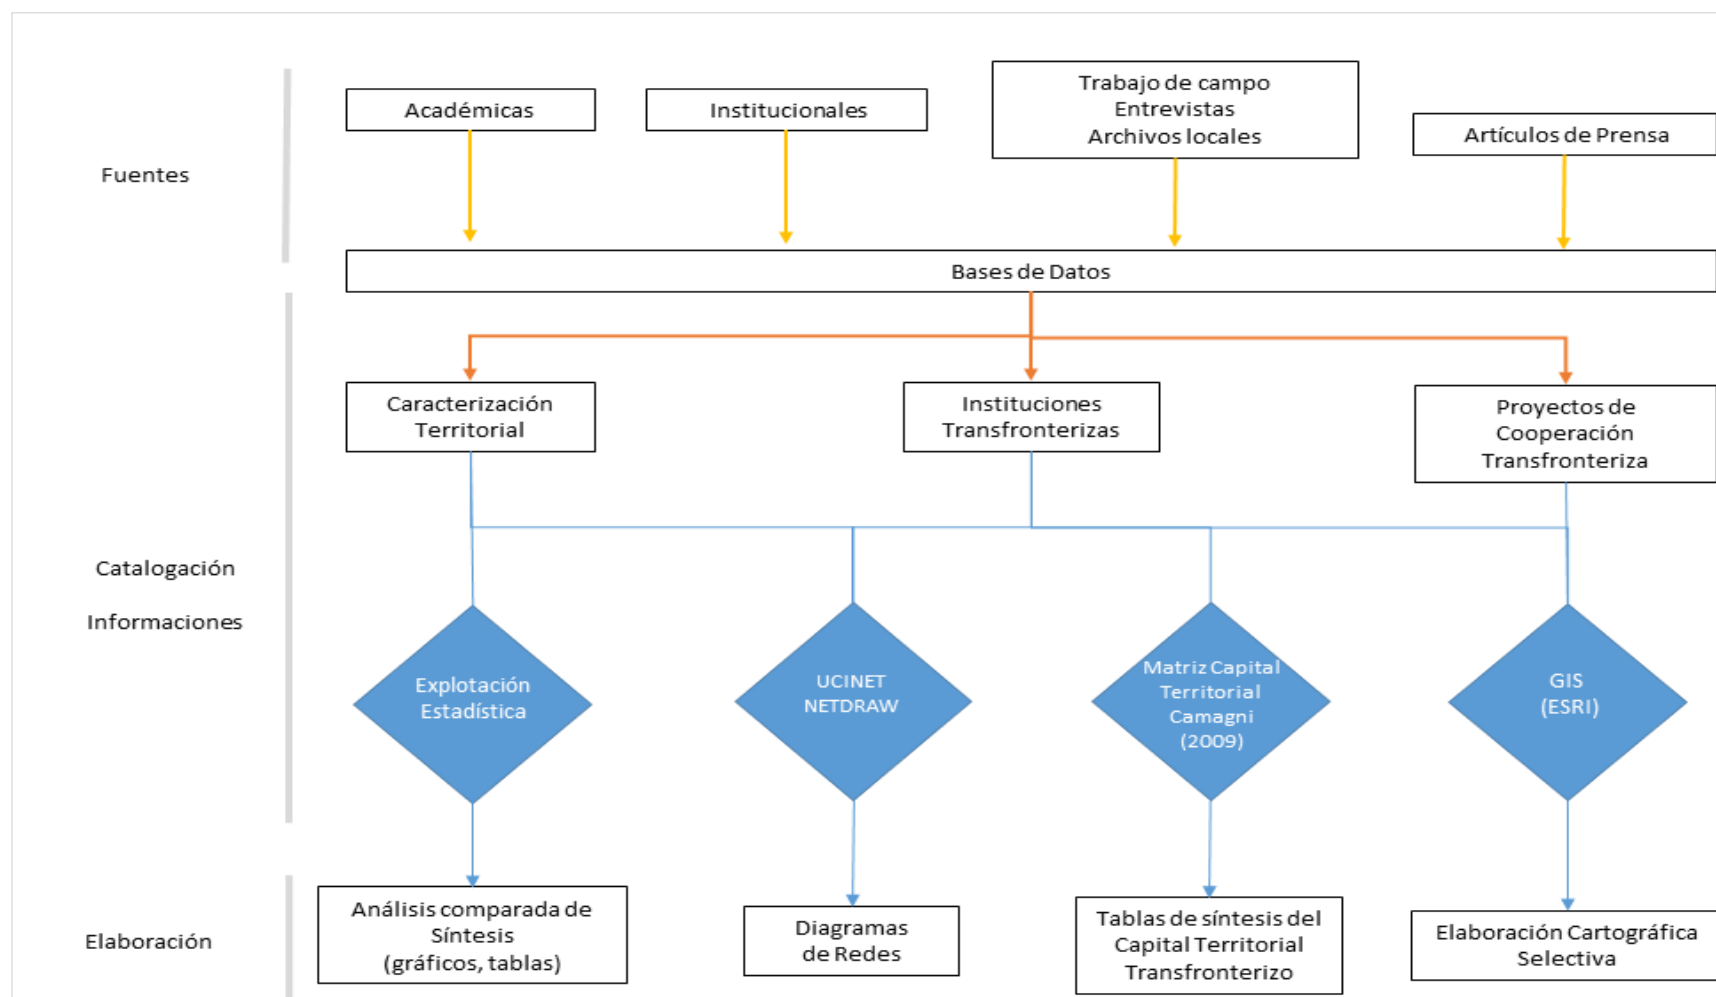 Fuentes
Académicas
Institucionales
Trabajo de campo
Entrevistas
Archivos locales
Artículos de Prensa
Bases de Datos
Catalogación
Informaciones
Caracterización
Territorial
Instituciones
Transfronterizas
Proyectos de
Cooperación
Transfronteriza
Explotación
Estadística
UCINET
NETDRAW
Matriz Capital
Territorial
Camagni
(2009)
GIS
(ESRI)
Elaboración
Análisis comparada de
Síntesis
(gráficos, tablas)
Diagramas
de Redes
Tablas de síntesis del
Capital Territorial
Transfronterizo
Elaboración Cartográfica
Selectiva